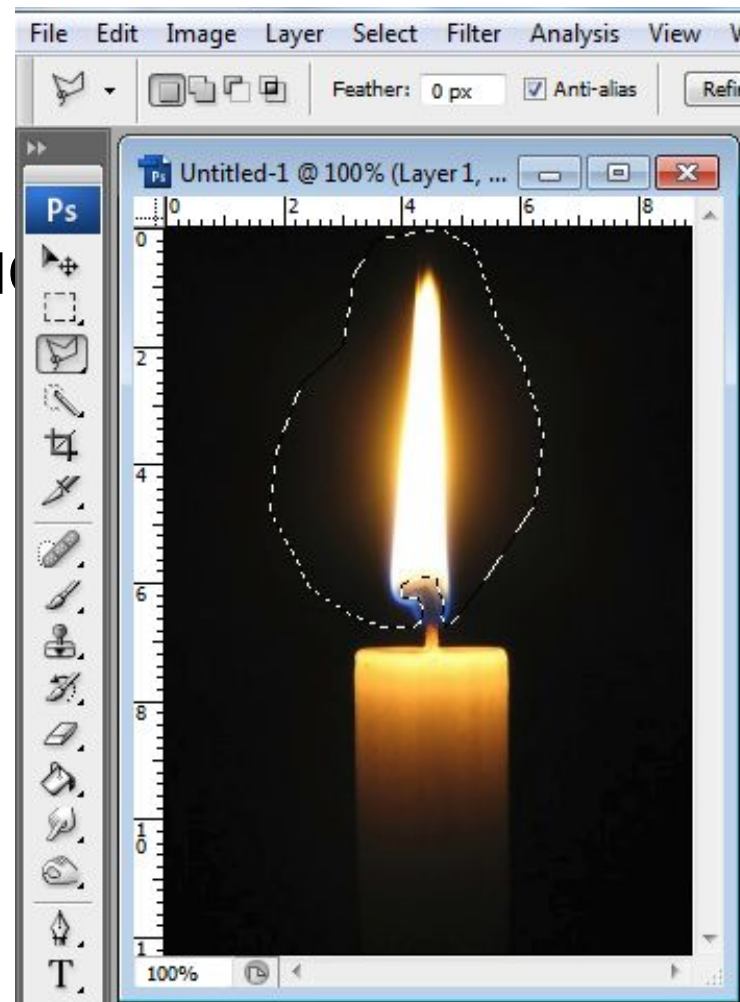 File Edit Image Layer Select Filter Analysis View
Feather: 0 px Anti-alias
Ps
Ps Untitled-1 @ 100% (Layer 1, ...
0 2 4 6 8
0
2
4
6
8
1
0
1
T
100%